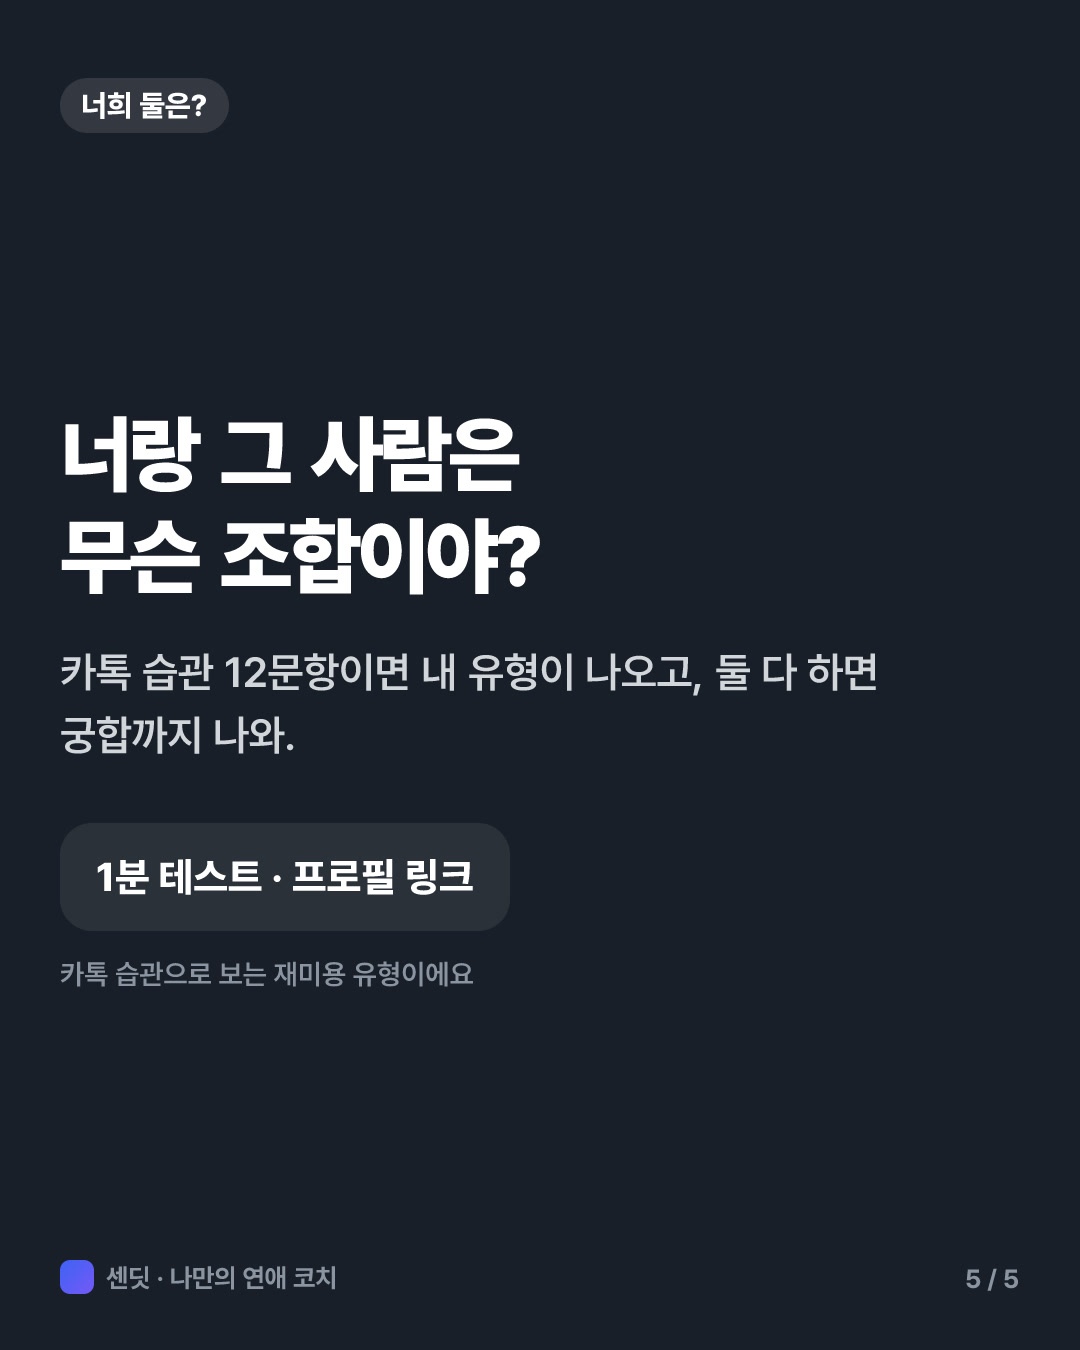 너희 둘은?
너랑 그 사람은
무슨 조합이야?
카톡 습관 12문항이면 내 유형이 나오고, 둘 다 하면
궁합까지 나와.
1분 테스트 · 프로필 링크
카톡 습관으로 보는 재미용 유형이에요
센딧 · 나만의 연애 코치
5 / 5